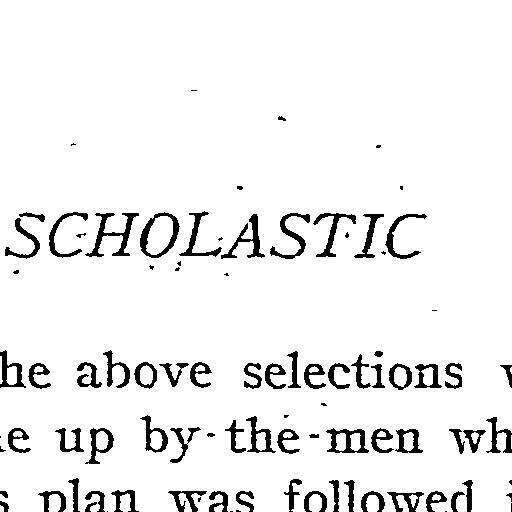 SCHOLASTIC
he above selections
e up by the men wh
s plan was followed